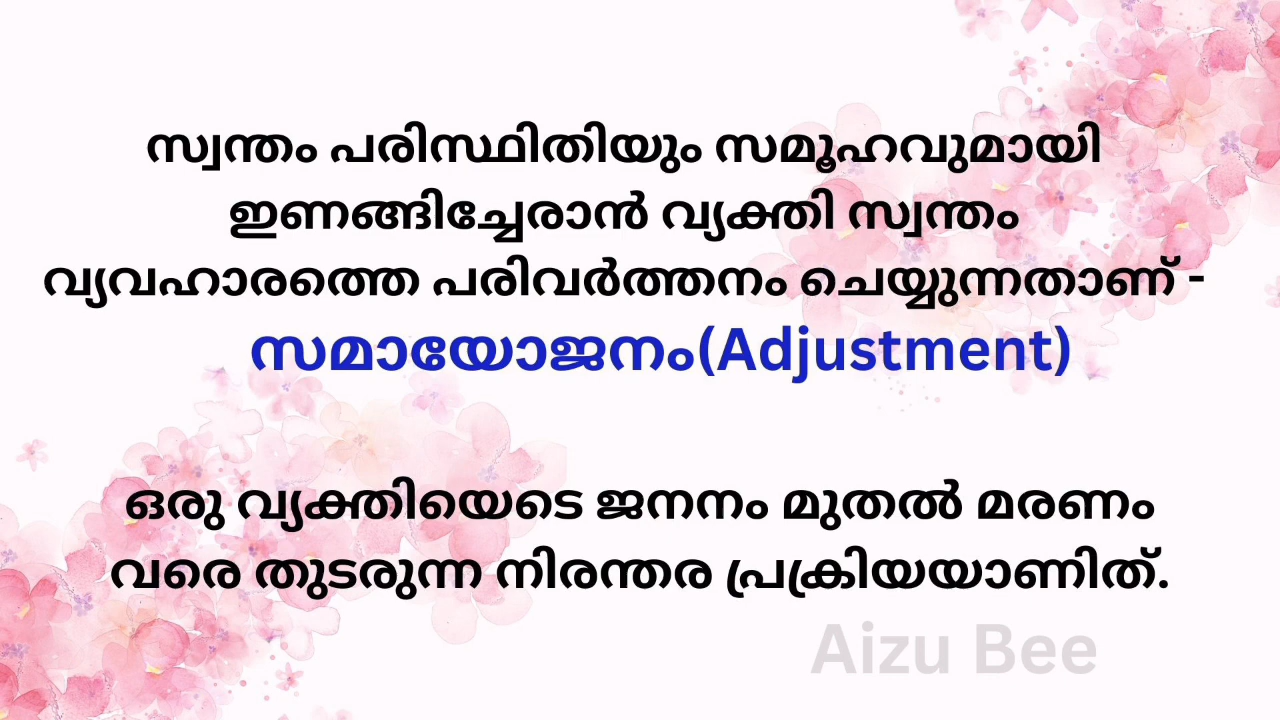 സ്വന്തം പരിസ്ഥിതിയും സമൂഹവുമായി
ഇണങ്ങിച്ചേരാൻ വ്യക്തി സ്വന്തം
വ്യവഹാരത്തെ പരിവർത്തനം ചെയ്യുന്നതാണ് -
സമായോജനം(Adjustment)
ഒരു വ്യക്തിയെടെ ജനനം മുതൽ മരണം
വരെ തുടരുന്ന നിരന്തര പ്രക്രിയയാണിത്.
Aizu Bee